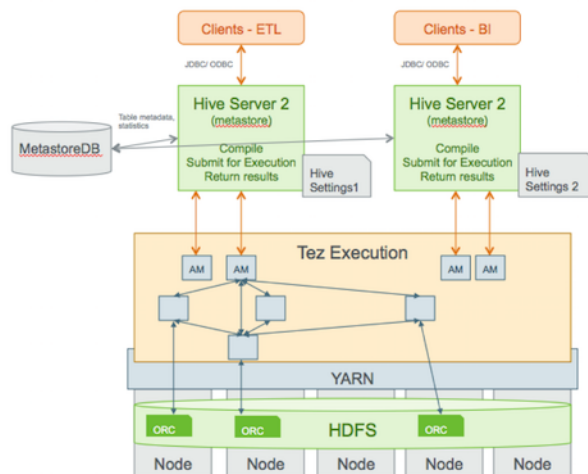 Clients - ETL
Clients - BI
JDBC/ ODBC
JDBC/ ODBC
Hive Server 2
(metastore)
Compile
Submit for Execution
Return results
Hive Server 2
(metastore)
Compile
Submit for Execution
Return results
Table metadata,
statistics
MetastoreDB
Hive
Settings1
Hive
Settings 2
Tez Execution
AM
AM
AM
AM
YARN
ORC
ORC
HDFS
ORC
Node
Node
Node
Node
Node